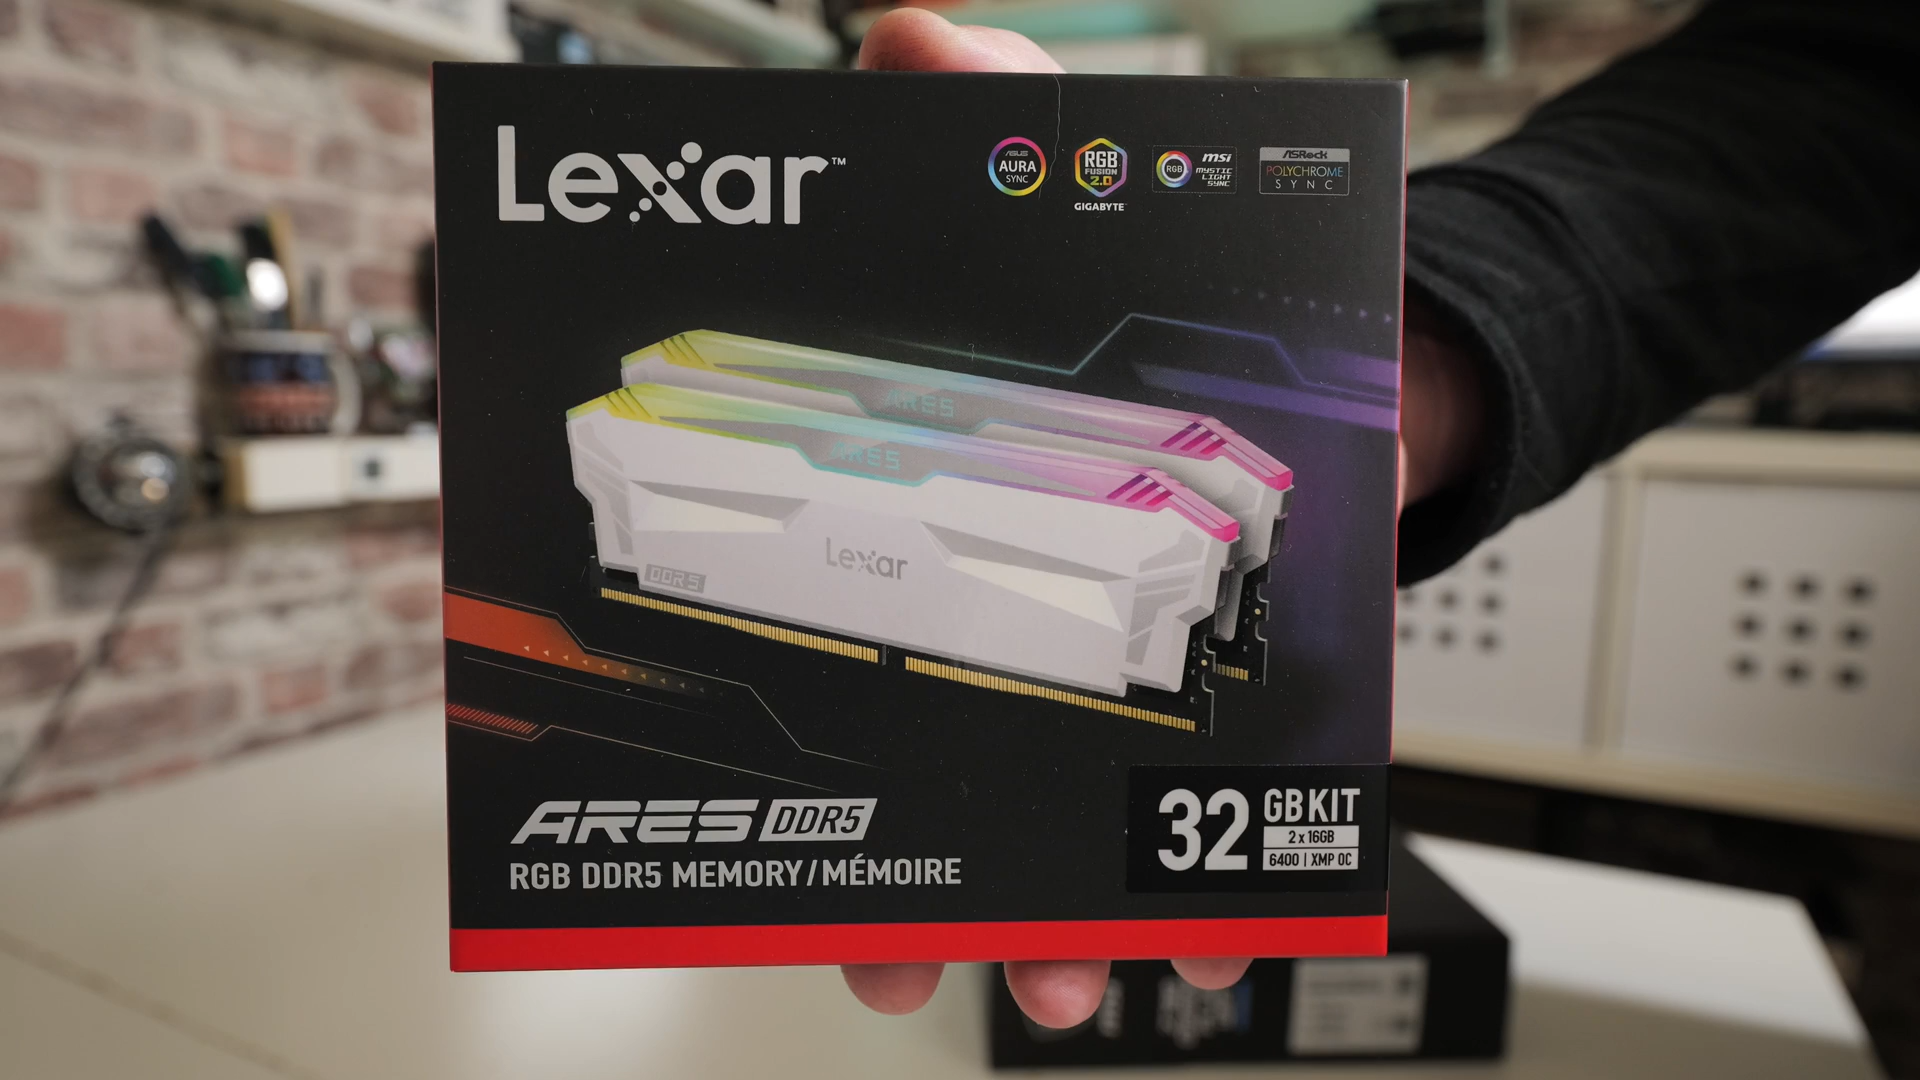 Lexar™
ASUS
AURA
SYNC
RGB
FUSION
2.0
GIGABYTE
RGB
msi
MYSTIC
LIGHT
SYNC
ASRock
POLYCHROME
SYNC
ARES
ARES
Lexar
DDR5
ARES DDR5
RGB DDR5 MEMORY/MÉMOIRE
32 GB KIT
2 x 16GB
6400 | XMP OC